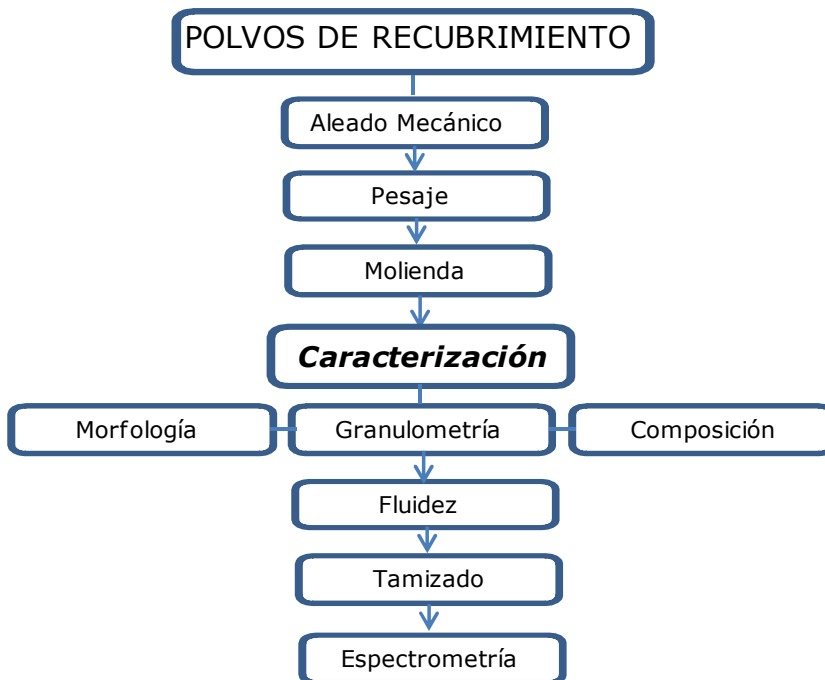 POLVOS DE RECUBRIMIENTO
Aleado Mecánico
Pesaje
Molienda
Caracterización
Morfología
Granulometría
Composición
Fluidez
Tamizado
Espectrometría